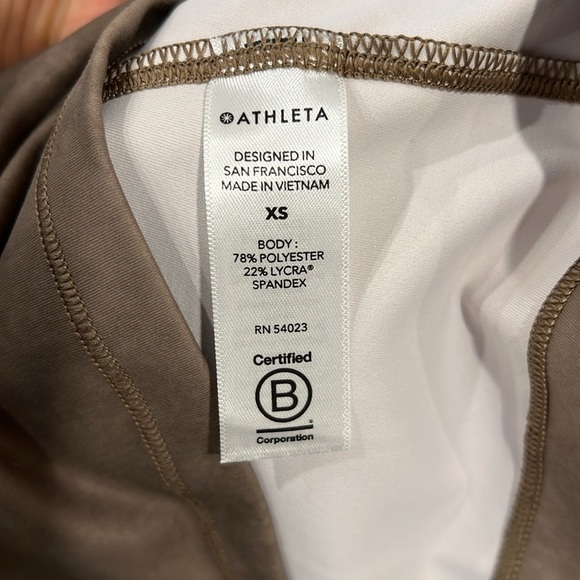 ATHLETA
DESIGNED IN
SAN FRANCISCO
MADE IN VIETNAM
XS
BODY :
78% POLYESTER
22% LYCRA®
SPANDEX
RN 54023
Certified
B
®
Corporation